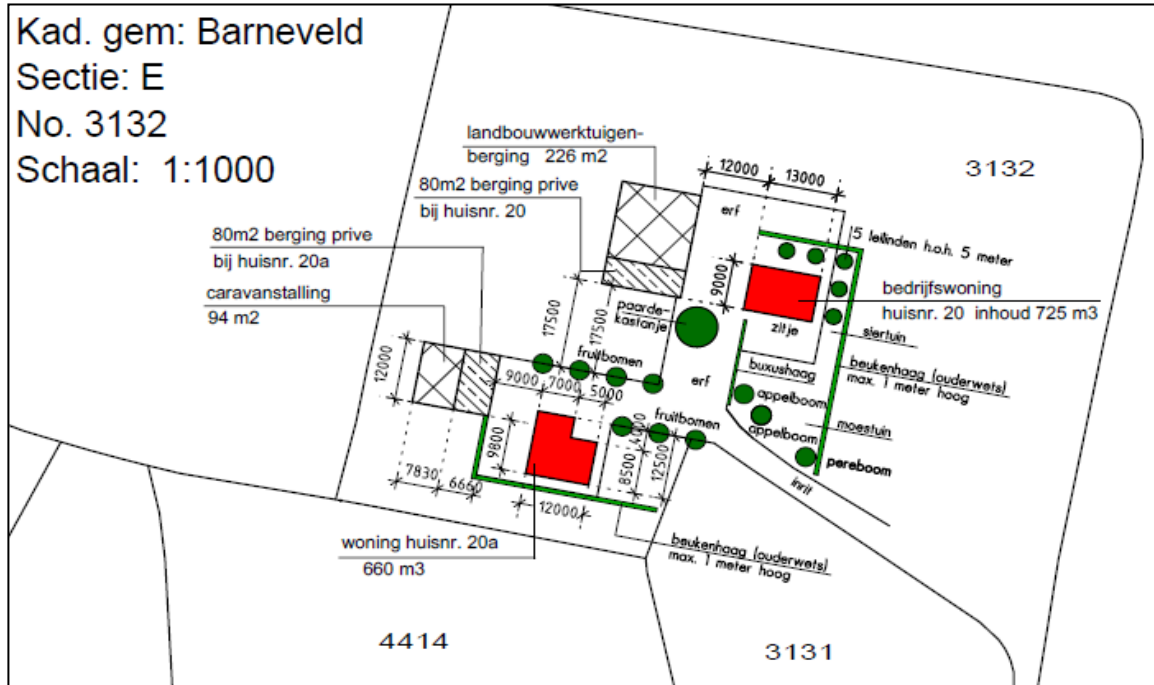 Kad. gem: Barneveld
Sectie: E
No. 3132
Schaal: 1:1000
landbouwwerktuigen-
berging 226 m2
80m2 berging prive
bij huisnr. 20
80m2 berging prive
bij huisnr. 20a
caravanstalling
94 m2
3132
12000
13000
erf
5 leilinden h.o.h. 5 meter
9000
bedrijfswoning
huisnr. 20 inhoud 725 m3
zitje
siertuin
paarde-
kastanje
17500
17500
buxushaag
beukenhaag (ouderwets)
max. 1 meter hoog
fruitbomen
12000
9000
7000
5000
erf
appelboom
fruitbomen
moestuin
appelboom
pereboom
9800
4000
8500
12500
inrit
7830
6660
12000
woning huisnr. 20a
660 m3
beukenhaag (ouderwets)
max. 1 meter hoog
4414
3131